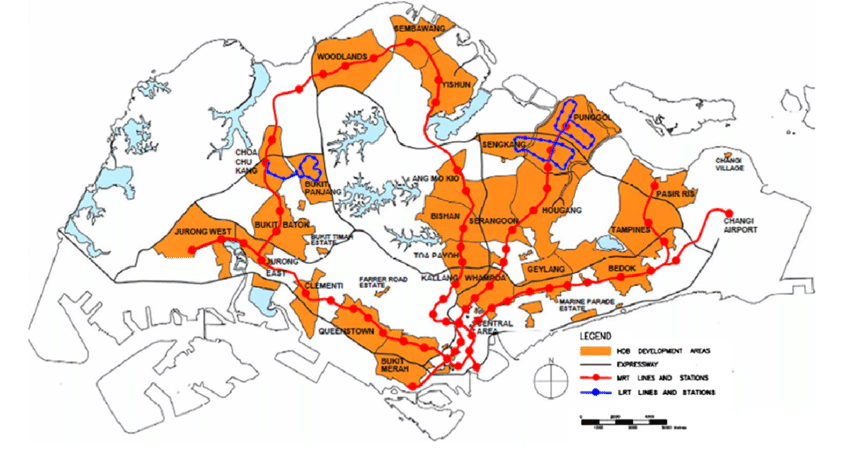 SEMBAWANG
WOODLANDS
YISHUN
PUNGGOL
SENGKANG
CHOA
CHU
KANG
BUKIT
PANJANG
CHANGI
VILLAGE
ANG MO KIO
PASIR RIS
BISHAN
SERANGOON
HOUGANG
JURONG WEST
BUKIT BATOK
TAMPINES
CHANGI
AIRPORT
BUKIT TIMAH
ESTATE
TOA PAYOH
JURONG
EAST
KALLANG
WHAMPOA
GEYLANG
BEDOK
CLEMENTI
FARRER ROAD
ESTATE
MARINE PARADE
ESTATE
QUEENSTOWN
CENTRAL
AREA
BUKIT
MERAH
N
LEGEND
HDB DEVELOPMENT AREAS
EXPRESSWAY
MRT LINES AND STATIONS
LRT LINES AND STATIONS